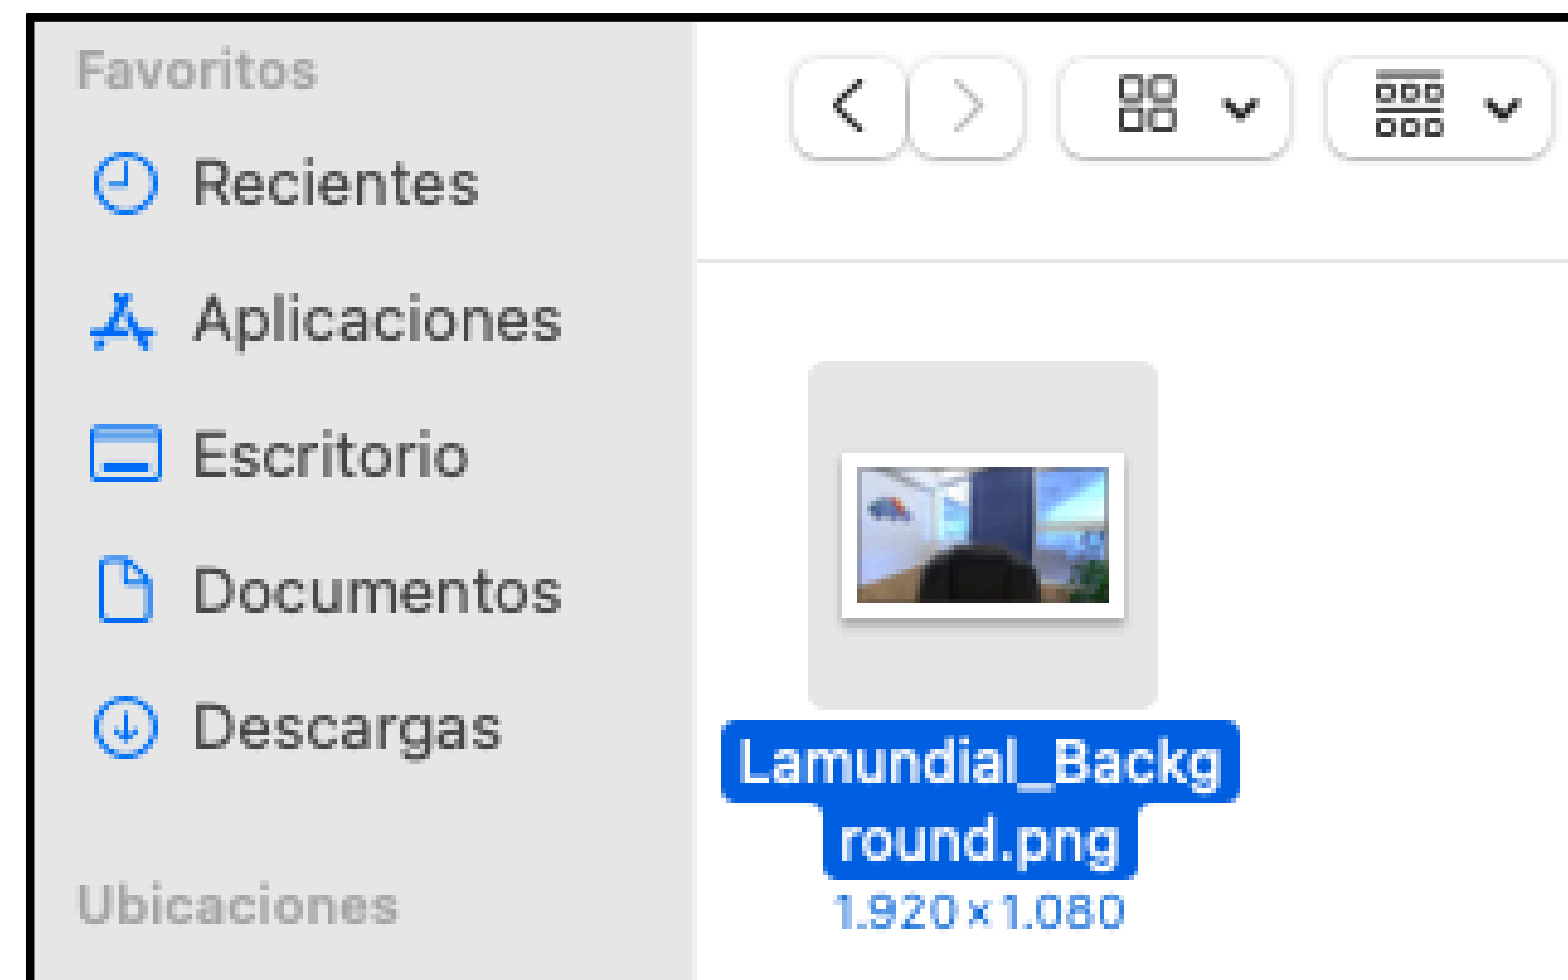 Favoritos
Recientes
Aplicaciones
Escritorio
Documentos
Descargas
Ubicaciones
Lamundial_Backg
round.png
1.920 x 1.080